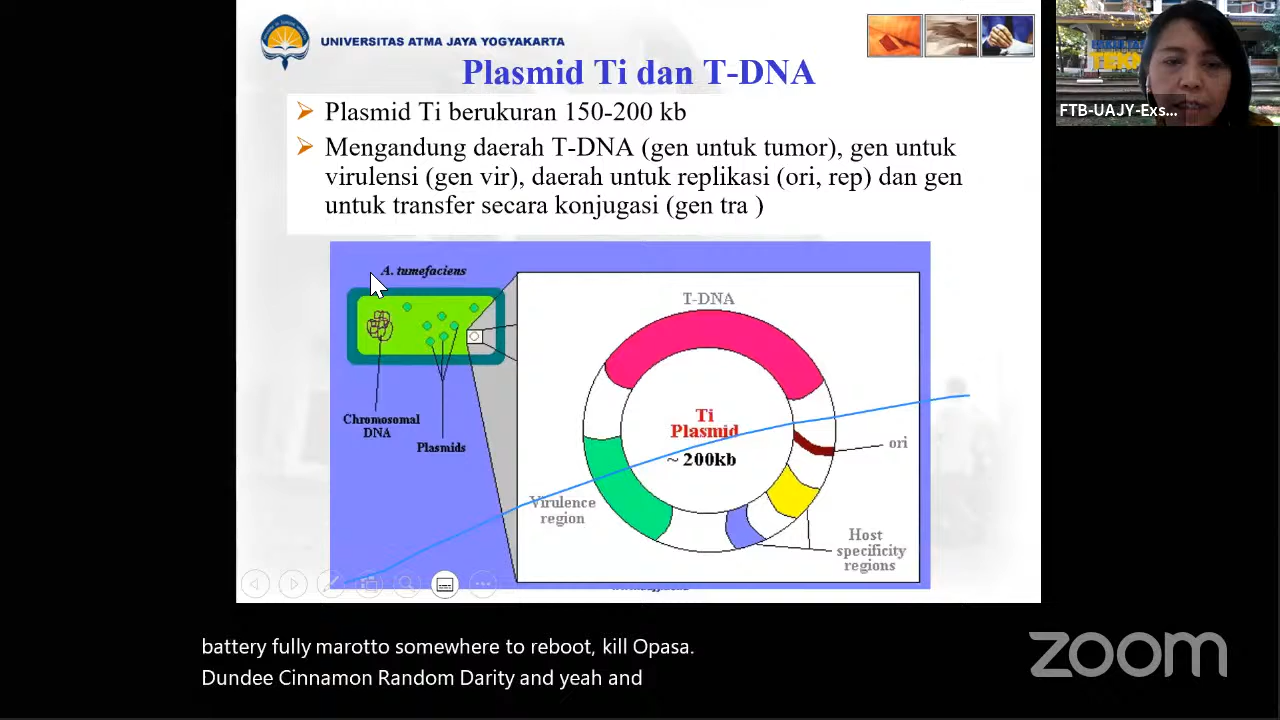 UNIVERSITAS ATMA JAYA YOGYAKARTA
Plasmid Ti dan T-DNA
Plasmid Ti berukuran 150-200 kb
Mengandung daerah T-DNA (gen untuk tumor), gen untuk
virulensi (gen vir), daerah untuk replikasi (ori, rep) dan gen
untuk transfer secara konjugasi (gen tra )
A. tumefaciens
Chromosomal
DNA
Plasmids
T-DNA
Ti
Plasmid
~ 200kb
ori
Virulence
region
Host
specificity
regions
FTB-UAJY-Exs...
battery fully marotto somewhere to reboot, kill Opasa.
Dundee Cinnamon Random Darity and yeah and
zoom